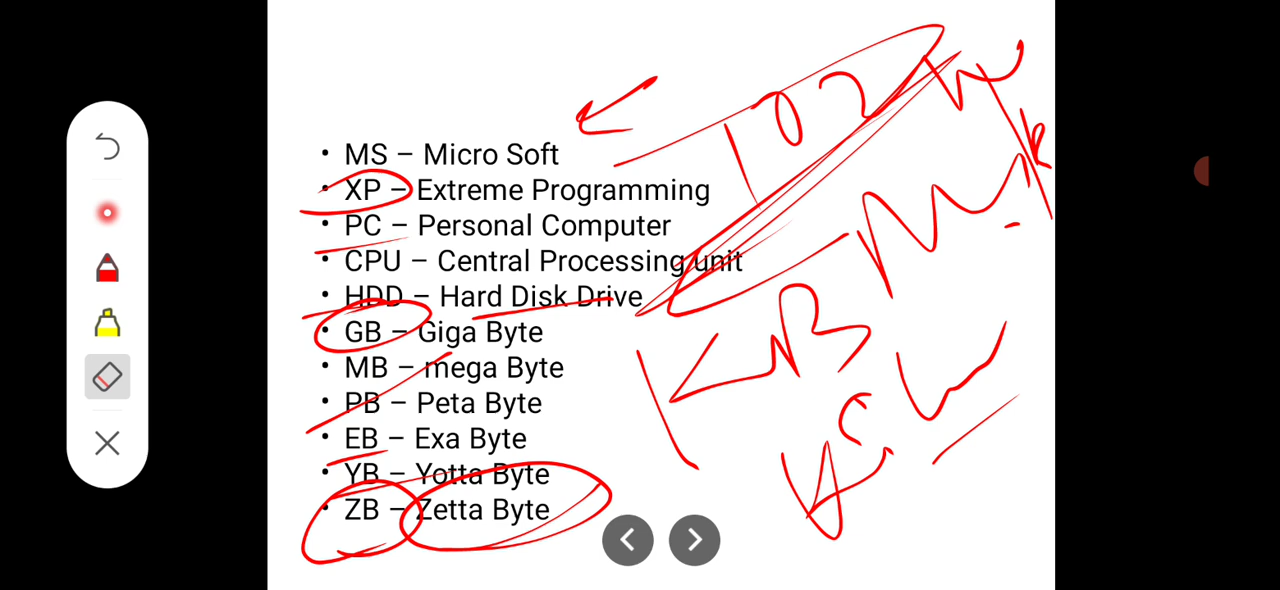 • MS – Micro Soft
• XP – Extreme Programming
• PC – Personal Computer
• CPU – Central Processing unit
• HDD – Hard Disk Drive
• GB – Giga Byte
• MB – mega Byte
• PB – Peta Byte
• EB – Exa Byte
• YB – Yotta Byte
• ZB – Zetta Byte
102
KB